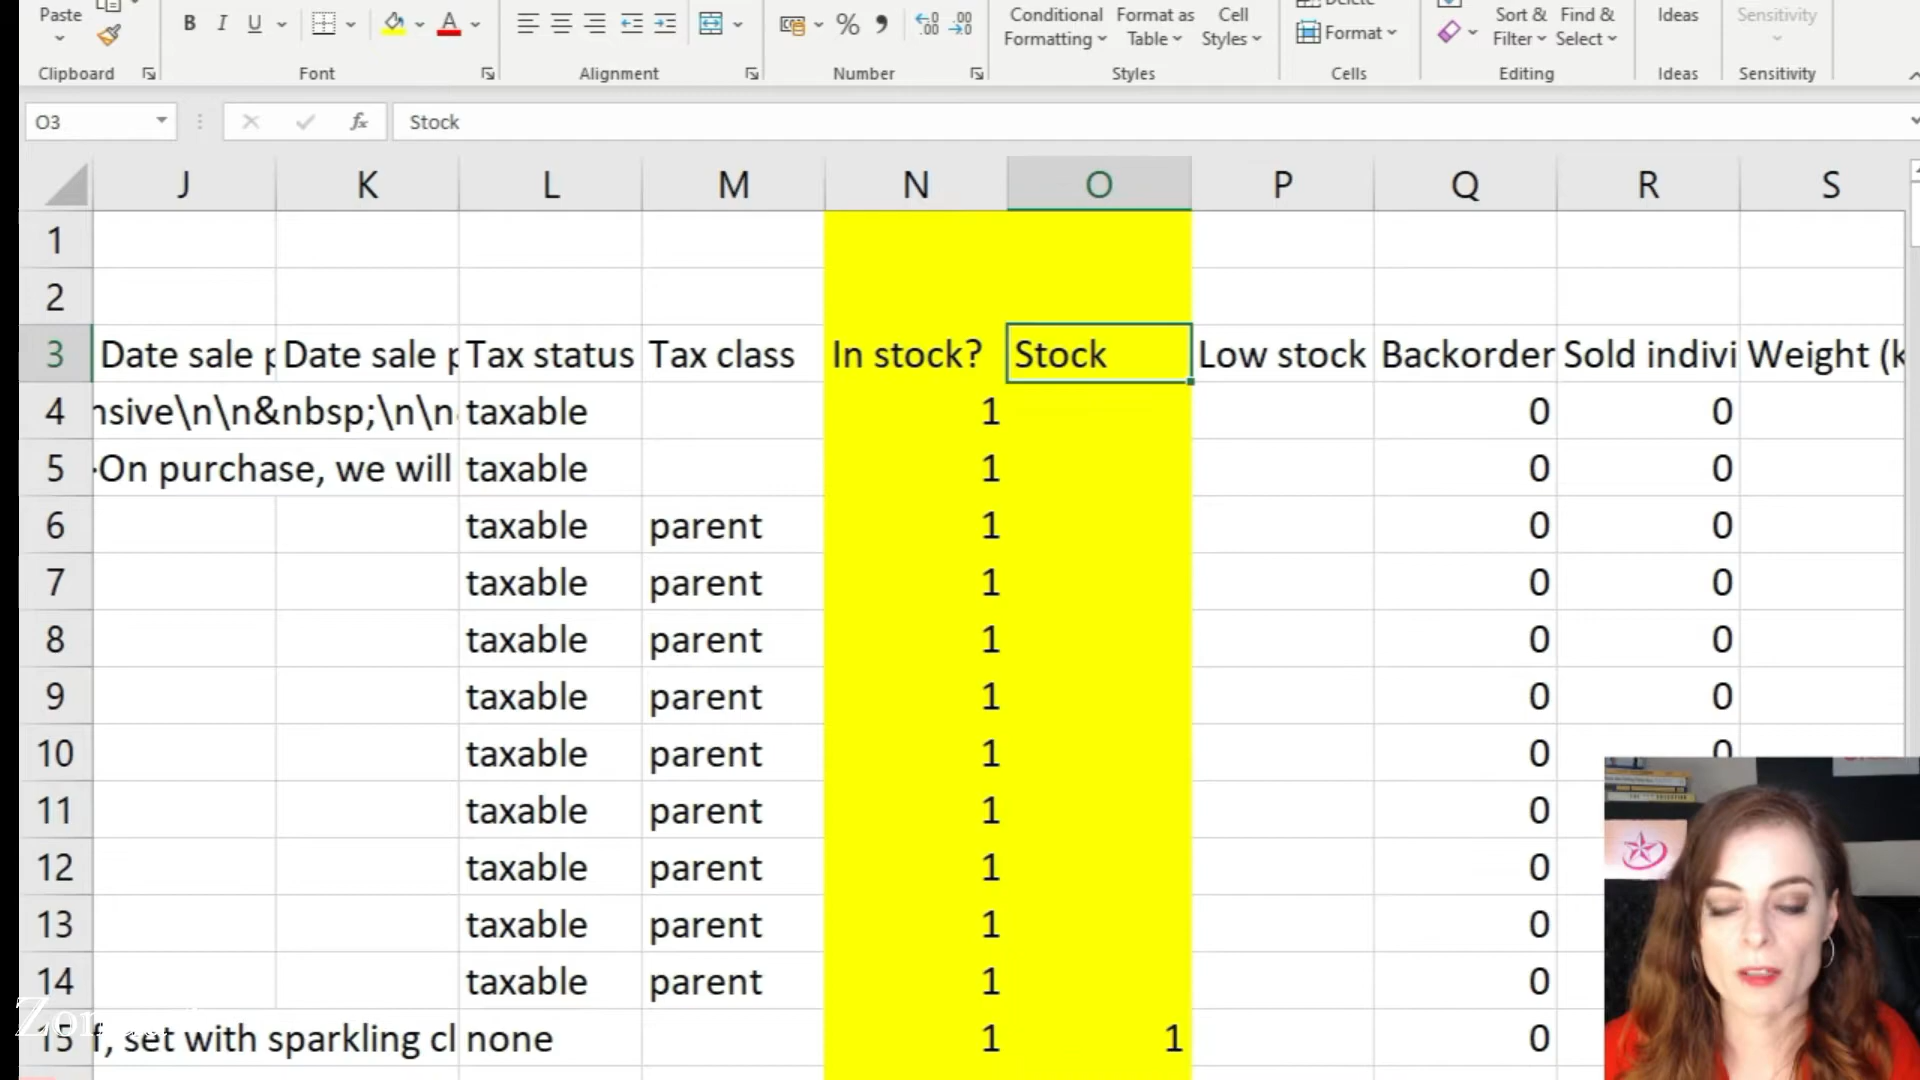 Paste
B I U A % ,
Conditional Formatting
Format as Table
Cell Styles
Format
Sort & Filter
Find & Select
Ideas
Sensitivity
Clipboard Font Alignment Number Styles Cells Editing Ideas Sensitivity
O3 fx Stock
J K L M N O P Q R S
1
2
3 Date sale p Date sale p Tax status Tax class In stock? Stock Low stock Backorder Sold indivi Weight (k
4 nsive\n\n&nbsp;\n\n taxable 1 0 0
5 On purchase, we will taxable 1 0 0
6 taxable parent 1 0 0
7 taxable parent 1 0 0
8 taxable parent 1 0 0
9 taxable parent 1 0 0
10 taxable parent 1 0 0
11 taxable parent 1 0
12 taxable parent 1 0
13 taxable parent 1 0
14 taxable parent 1 0
15 f, set with sparkling cl none 1 1 0